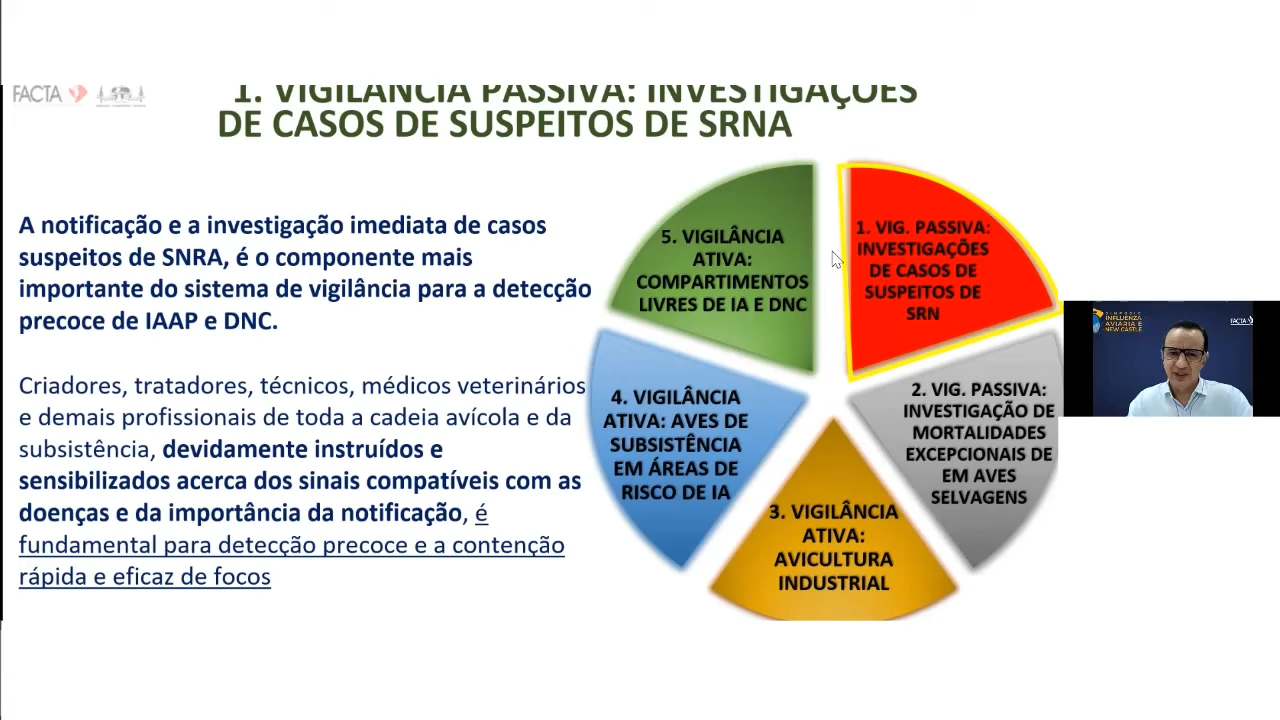 FACTA
1. VIGILÂNCIA PASSIVA: INVESTIGAÇÕES
DE CASOS DE SUSPEITOS DE SRNA
A notificação e a investigação imediata de casos
suspeitos de SNRA, é o componente mais
importante do sistema de vigilância para a detecção
precoce de IAAP e DNC.
Criadores, tratadores, técnicos, médicos veterinários
e demais profissionais de toda a cadeia avícola e da
subsistência, devidamente instruídos e
sensibilizados acerca dos sinais compatíveis com as
doenças e da importância da notificação, é
fundamental para detecção precoce e a contenção
rápida e eficaz de focos
5. VIGILÂNCIA
ATIVA:
COMPARTIMENTOS
LIVRES DE IA E DNC
1. VIG. PASSIVA:
INVESTIGAÇÕES
DE CASOS DE
SUSPEITOS DE
SRN
2. VIG. PASSIVA:
INVESTIGAÇÃO DE
MORTALIDADES
EXCEPCIONAIS DE
EM AVES
SELVAGENS
3. VIGILÂNCIA
ATIVA:
AVICULTURA
INDUSTRIAL
4. VIGILÂNCIA
ATIVA: AVES DE
SUBSISTÊNCIA
EM ÁREAS DE
RISCO DE IA
SIMPÓSIO
INFLUENZA
AVIÁRIA E
NEW CASTLE
FACTA